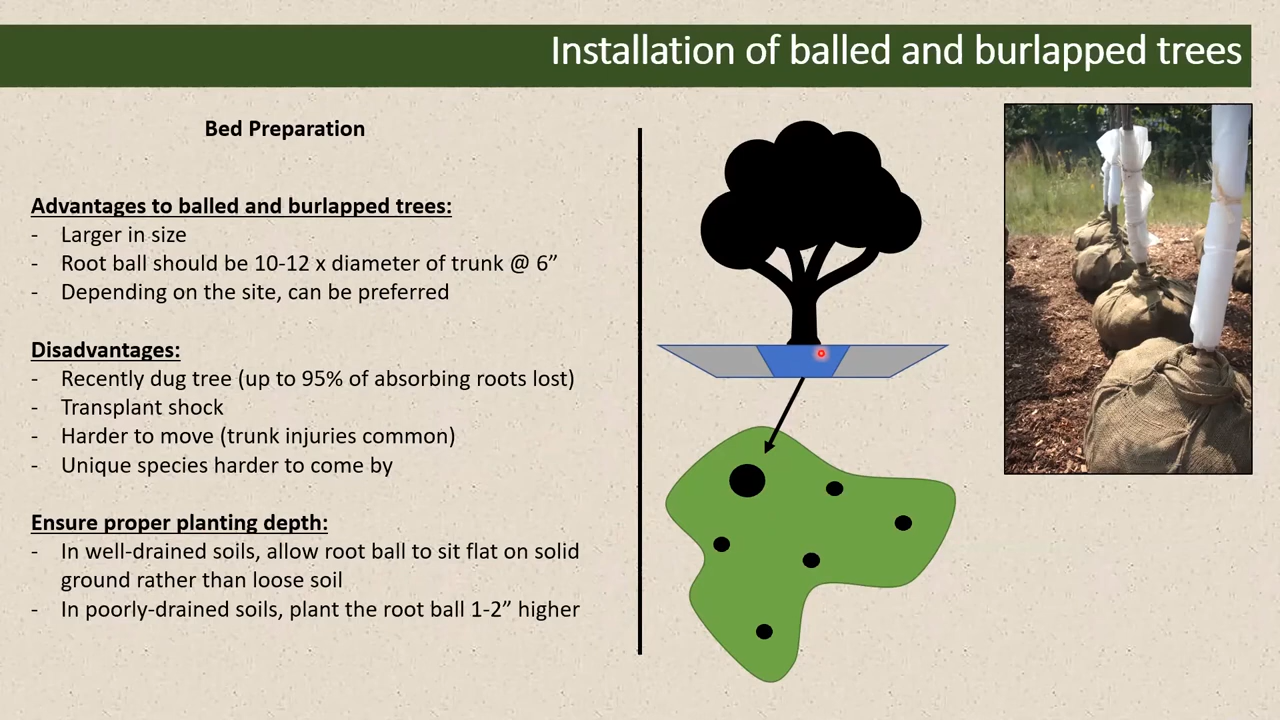 Installation of balled and burlapped trees
Bed Preparation
Advantages to balled and burlapped trees:
- Larger in size
- Root ball should be 10-12 x diameter of trunk @ 6”
- Depending on the site, can be preferred
Disadvantages:
- Recently dug tree (up to 95% of absorbing roots lost)
- Transplant shock
- Harder to move (trunk injuries common)
- Unique species harder to come by
Ensure proper planting depth:
- In well-drained soils, allow root ball to sit flat on solid
ground rather than loose soil
- In poorly-drained soils, plant the root ball 1-2” higher